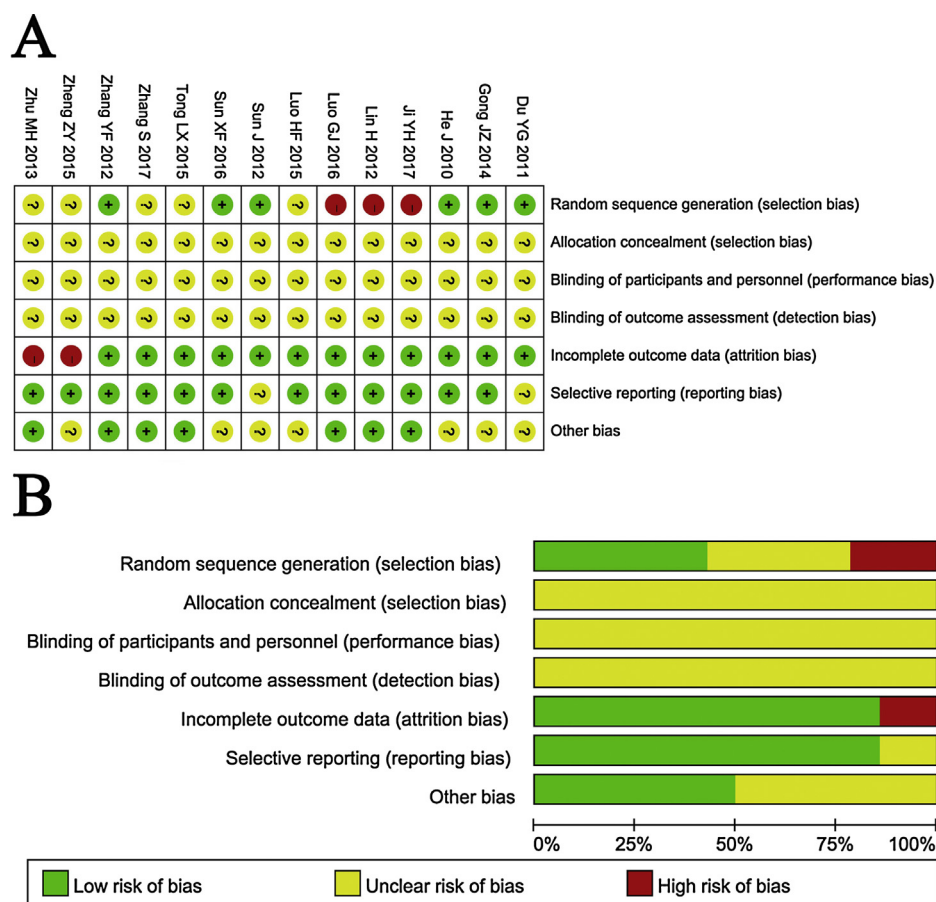 A
Zhu MH 2013
Zheng ZY 2015
Zhang YF 2012
Zhang S 2017
Tong LX 2015
Sun XF 2016
Sun J 2012
Luo HF 2015
Luo GJ 2016
Lin H 2012
Ji YH 2017
He J 2010
Gong JZ 2014
Du YG 2011
? ? + ? ? + + ? – – – + + + Random sequence generation (selection bias)
? ? ? ? ? ? ? ? ? ? ? ? ? ? Allocation concealment (selection bias)
? ? ? ? ? ? ? ? ? ? ? ? ? ? Blinding of participants and personnel (performance bias)
? ? ? ? ? ? ? ? ? ? ? ? ? ? Blinding of outcome assessment (detection bias)
– – + + + + + + + + + + + + Incomplete outcome data (attrition bias)
+ + + + + + ? + + + + + + ? Selective reporting (reporting bias)
+ ? + + + ? ? ? + + + ? ? ? Other bias
B
Random sequence generation (selection bias)
Allocation concealment (selection bias)
Blinding of participants and personnel (performance bias)
Blinding of outcome assessment (detection bias)
Incomplete outcome data (attrition bias)
Selective reporting (reporting bias)
Other bias
0% 25% 50% 75% 100%
Low risk of bias Unclear risk of bias High risk of bias